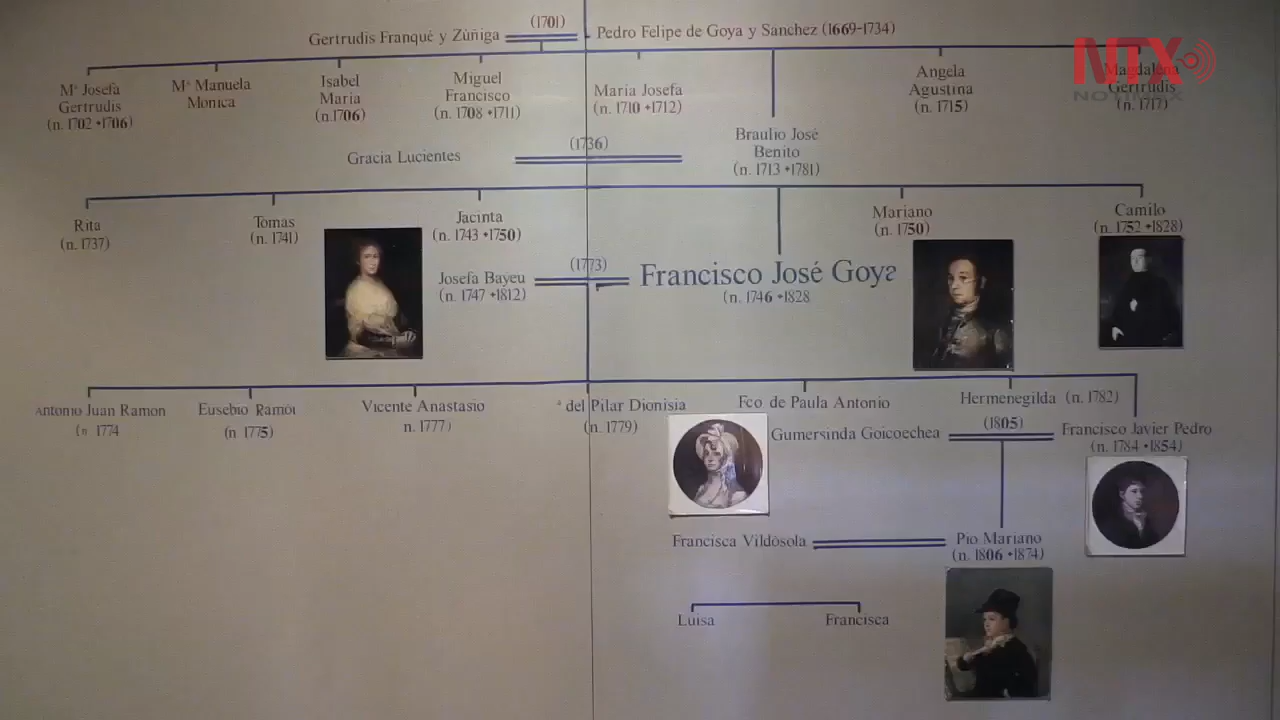 (1701)
Gertrudis Franqué y Zúñiga
Pedro Felipe de Goya y Sanchez (1669-1734)
NTX
NOTIMEX
Mª Josefa
Gertrudis
(n. 1702 +1706)
Mª Manuela
Monica
Isabel
Maria
(n.1706)
Miguel
Francisco
(n. 1708 +1711)
Maria Josefa
(n. 1710 +1712)
Braulio José
Benito
(n. 1713 +1781)
Angela
Agustina
(n. 1715)
Magdalena
Gertrudis
(n. 1717)
Gracia Lucientes
(1736)
Rita
(n. 1737)
Tomas
(n. 1741)
Jacinta
(n. 1743 +1750)
Mariano
(n. 1750)
Camilo
(n. 1752 +1828)
Josefa Bayeu
(n. 1747 +1812)
(1773)
Francisco José Goya
(n. 1746 +1828
Antonio Juan Ramon
(n 1774
Eusebio Ramon
(n 1775)
Vicente Anastasio
n. 1777)
ª del Pilar Dionisia
(n. 1779)
Fco de Paula Antonio
Hermenegilda (n. 1782)
Gumersinda Goicoechea
(1805)
Francisco Javier Pedro
(n. 1784 +1854)
Francisca Vildósola
Pio Mariano
(n. 1806 +1874)
Luisa
Francisca